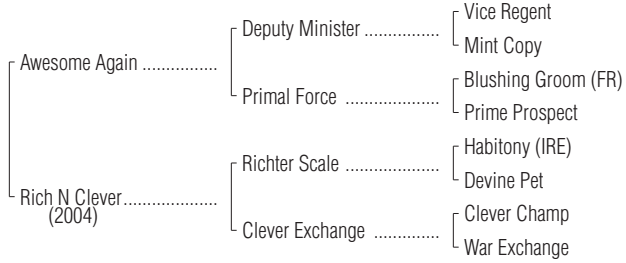 Vice Regent
Deputy Minister ..................
Mint Copy
Awesome Again ................
Blushing Groom (FR)
Primal Force ....................
Prime Prospect
Habitony (IRE)
Richter Scale ....................
Devine Pet
Rich N Clever....................
(2004)
Clever Champ
Clever Exchange ..............
War Exchange